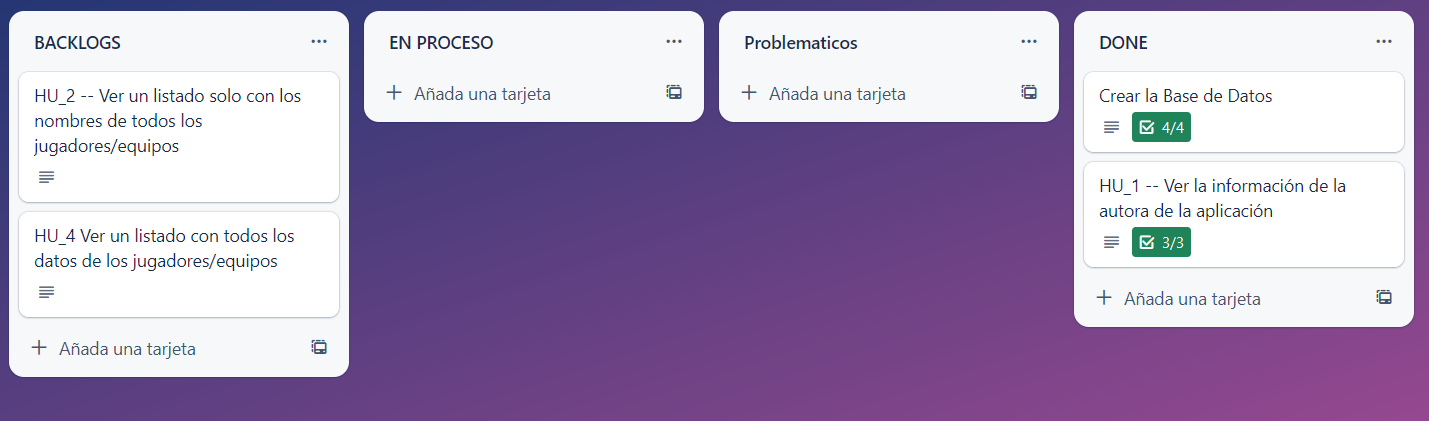 BACKLOGS
HU_2 -- Ver un listado solo con los
nombres de todos los
jugadores/equipos
HU_4 Ver un listado con todos los
datos de los jugadores/equipos
Añada una tarjeta
EN PROCESO
Añada una tarjeta
Problematicos
Añada una tarjeta
DONE
Crear la Base de Datos
4/4
HU_1 -- Ver la información de la
autora de la aplicación
3/3
Añada una tarjeta